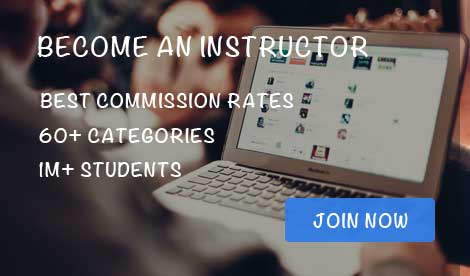 BECOME AN INSTRUCTOR
BEST COMMISSION RATES
60+ CATEGORIES
1M+ STUDENTS
JOIN NOW